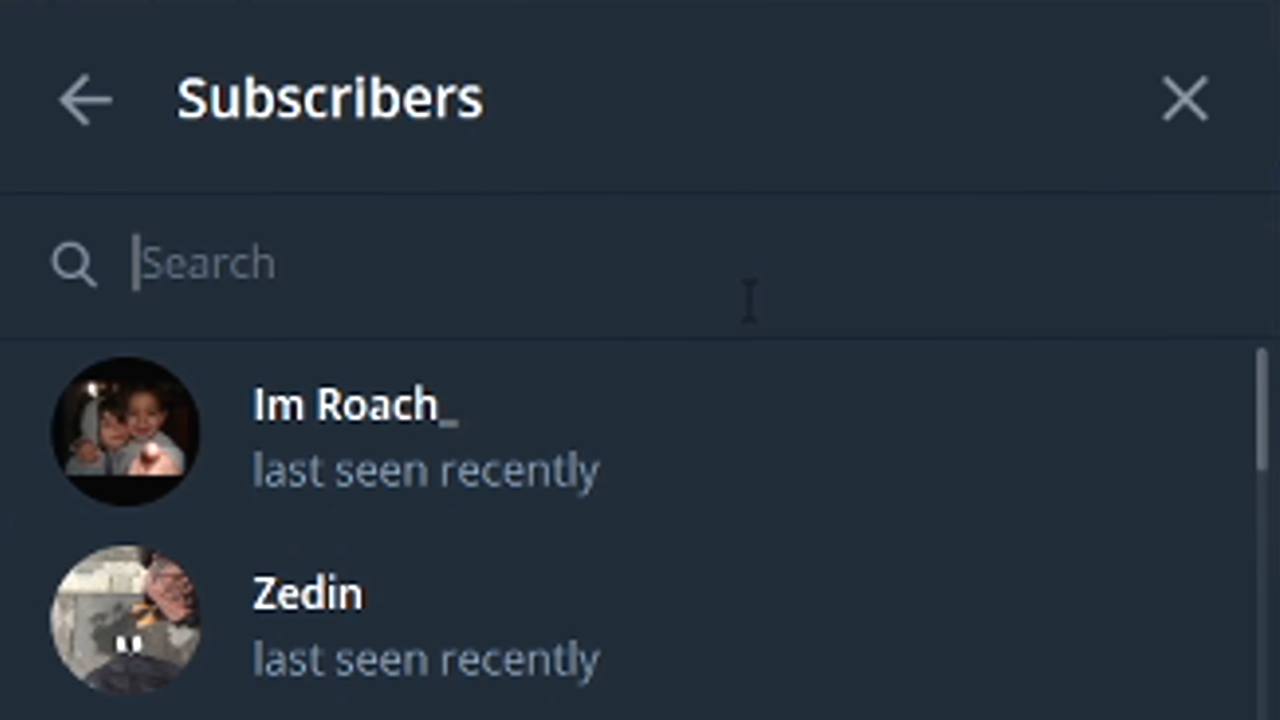 Subscribers
Search
Im Roach_
last seen recently
Zedin
last seen recently